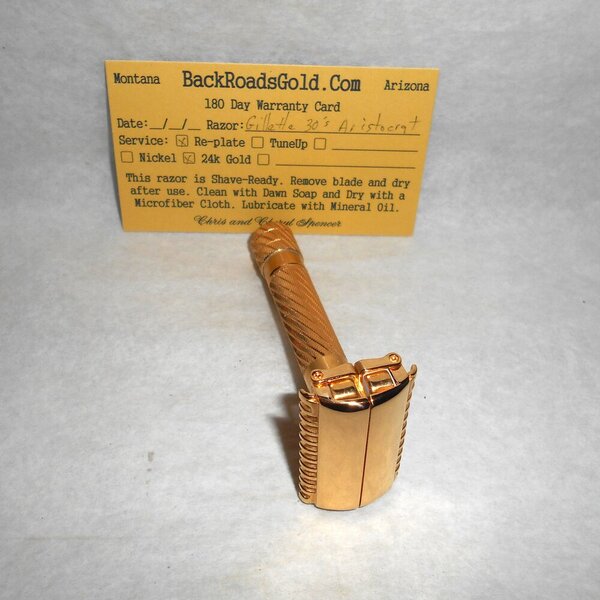 Montana BackRoadsGold.Com Arizona
180 Day Warranty Card
Date:__/__/__ Razor: Gillette 30's Aristocrat
Service: ☒ Re-plate ☐ TuneUp ☐ ________
☐ Nickel ☒ 24k Gold ☐ ________
This razor is Shave-Ready. Remove blade and dry
after use. Clean with Dawn Soap and Dry with a
Microfiber Cloth. Lubricate with Mineral Oil.
Chris and Cheryl Spencer